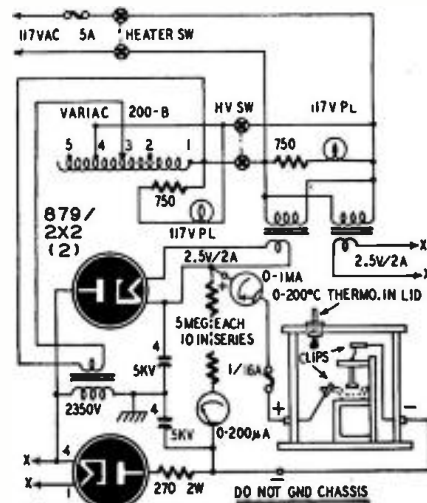 117VAC 5A HEATER SW
VARIAC 200-B HV SW 117V PL
5 4 3 2 1
750
750
117V PL
879/
2X2
(2)
2.5V/2A
2.5V/2A
X
X
0-1MA
+
0-200°C THERMO. IN LID
5 MEG EACH
10 IN SERIES
CLIPS
4
5KV
1/16A
+ -
2350V
4
5KV
0-200µA
X 4
X 1
270 2W
-
DO NOT GND CHASSIS